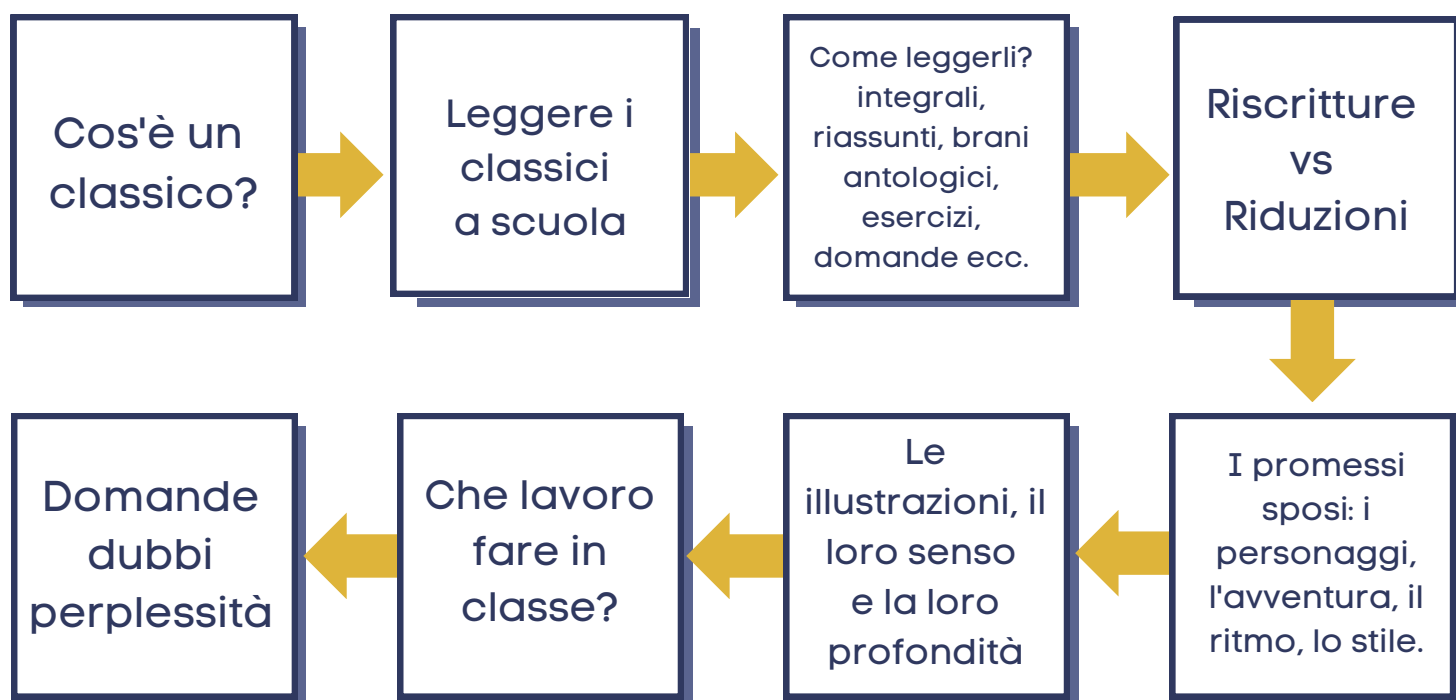 Cos'è un
classico?
Leggere i
classici
a scuola
Come leggerli?
integrali,
riassunti, brani
antologici,
esercizi,
domande ecc.
Riscritture
vs
Riduzioni
I promessi
sposi: i
personaggi,
l'avventura, il
ritmo, lo stile.
Le
illustrazioni, il
loro senso
e la loro
profondità
Che lavoro
fare in
classe?
Domande
dubbi
perplessità